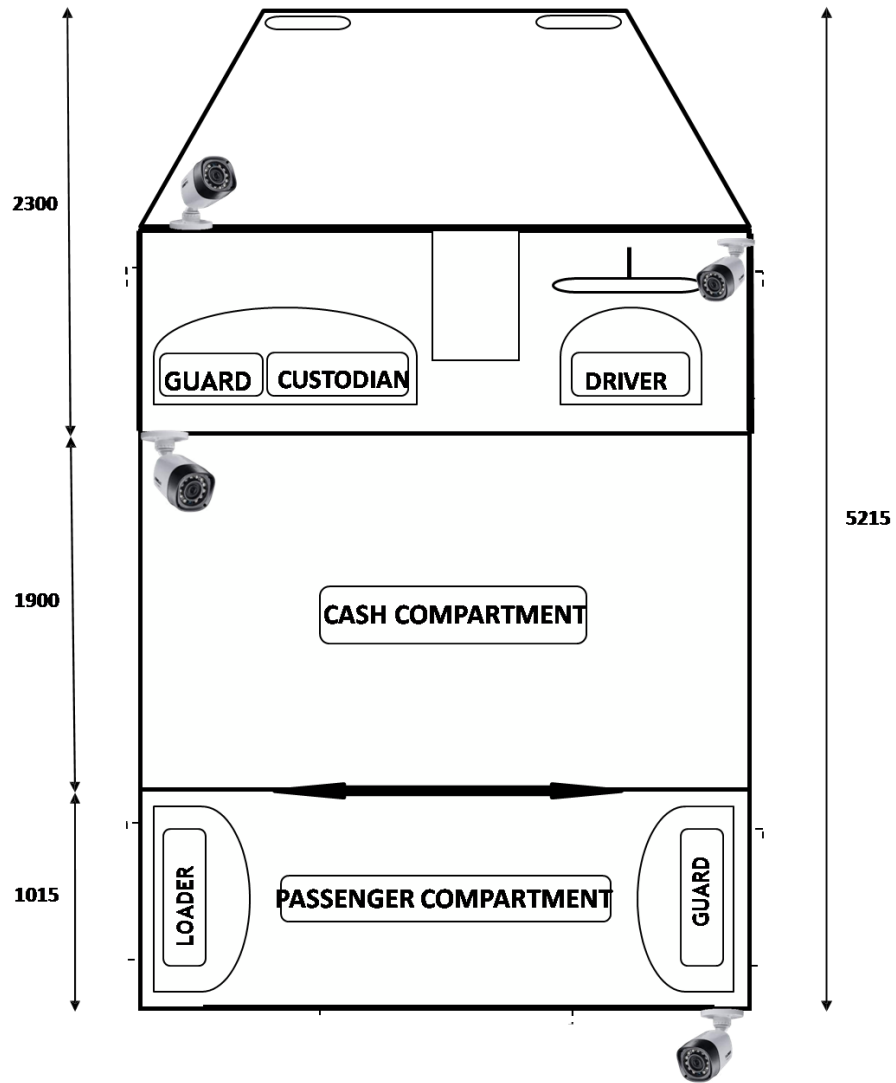 2300
GUARD CUSTODIAN DRIVER
5215
1900
CASH COMPARTMENT
1015
LOADER
PASSENGER COMPARTMENT
GUARD